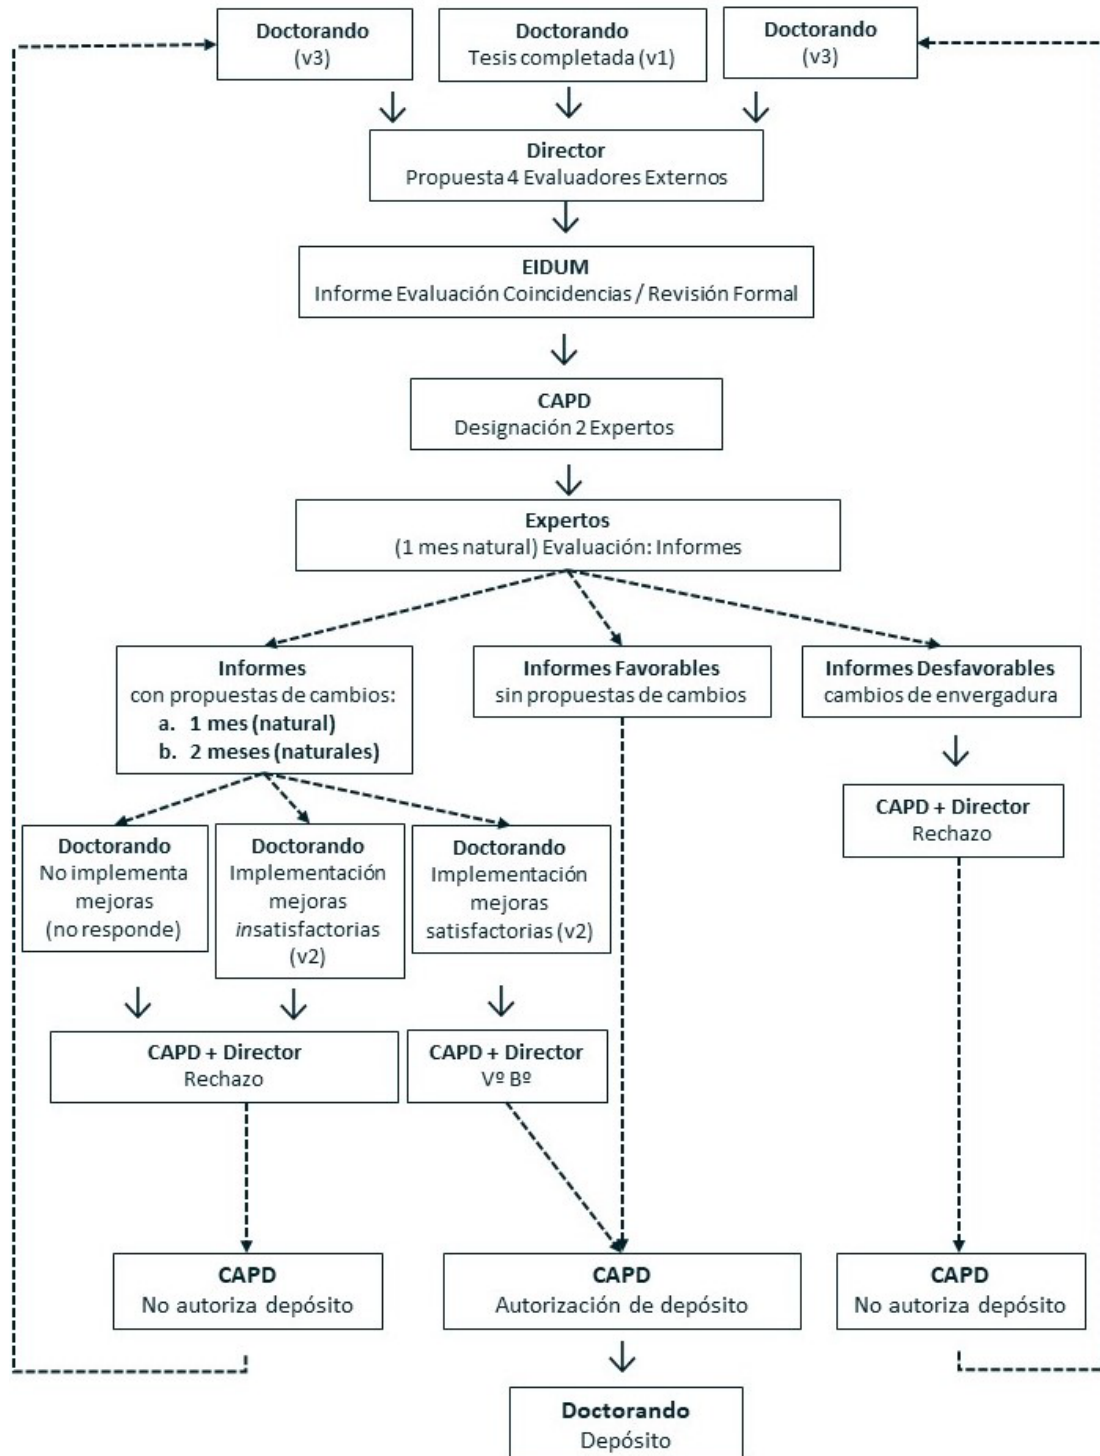 Doctorando
(v3)
Doctorando
Tesis completada (v1)
Doctorando
(v3)
Director
Propuesta 4 Evaluadores Externos
EIDUM
Informe Evaluación Coincidencias / Revisión Formal
CAPD
Designación 2 Expertos
Expertos
(1 mes natural) Evaluación: Informes
Informes
con propuestas de cambios:
a. 1 mes (natural)
b. 2 meses (naturales)
Informes Favorables
sin propuestas de cambios
Informes Desfavorables
cambios de envergadura
CAPD + Director
Rechazo
Doctorando
No implementa
mejoras
(no responde)
Doctorando
Implementación
mejoras
insatisfactorias
(v2)
Doctorando
Implementación
mejoras
satisfactorias (v2)
CAPD + Director
Rechazo
CAPD + Director
Vº Bº
CAPD
No autoriza depósito
CAPD
Autorización de depósito
CAPD
No autoriza depósito
Doctorando
Depósito